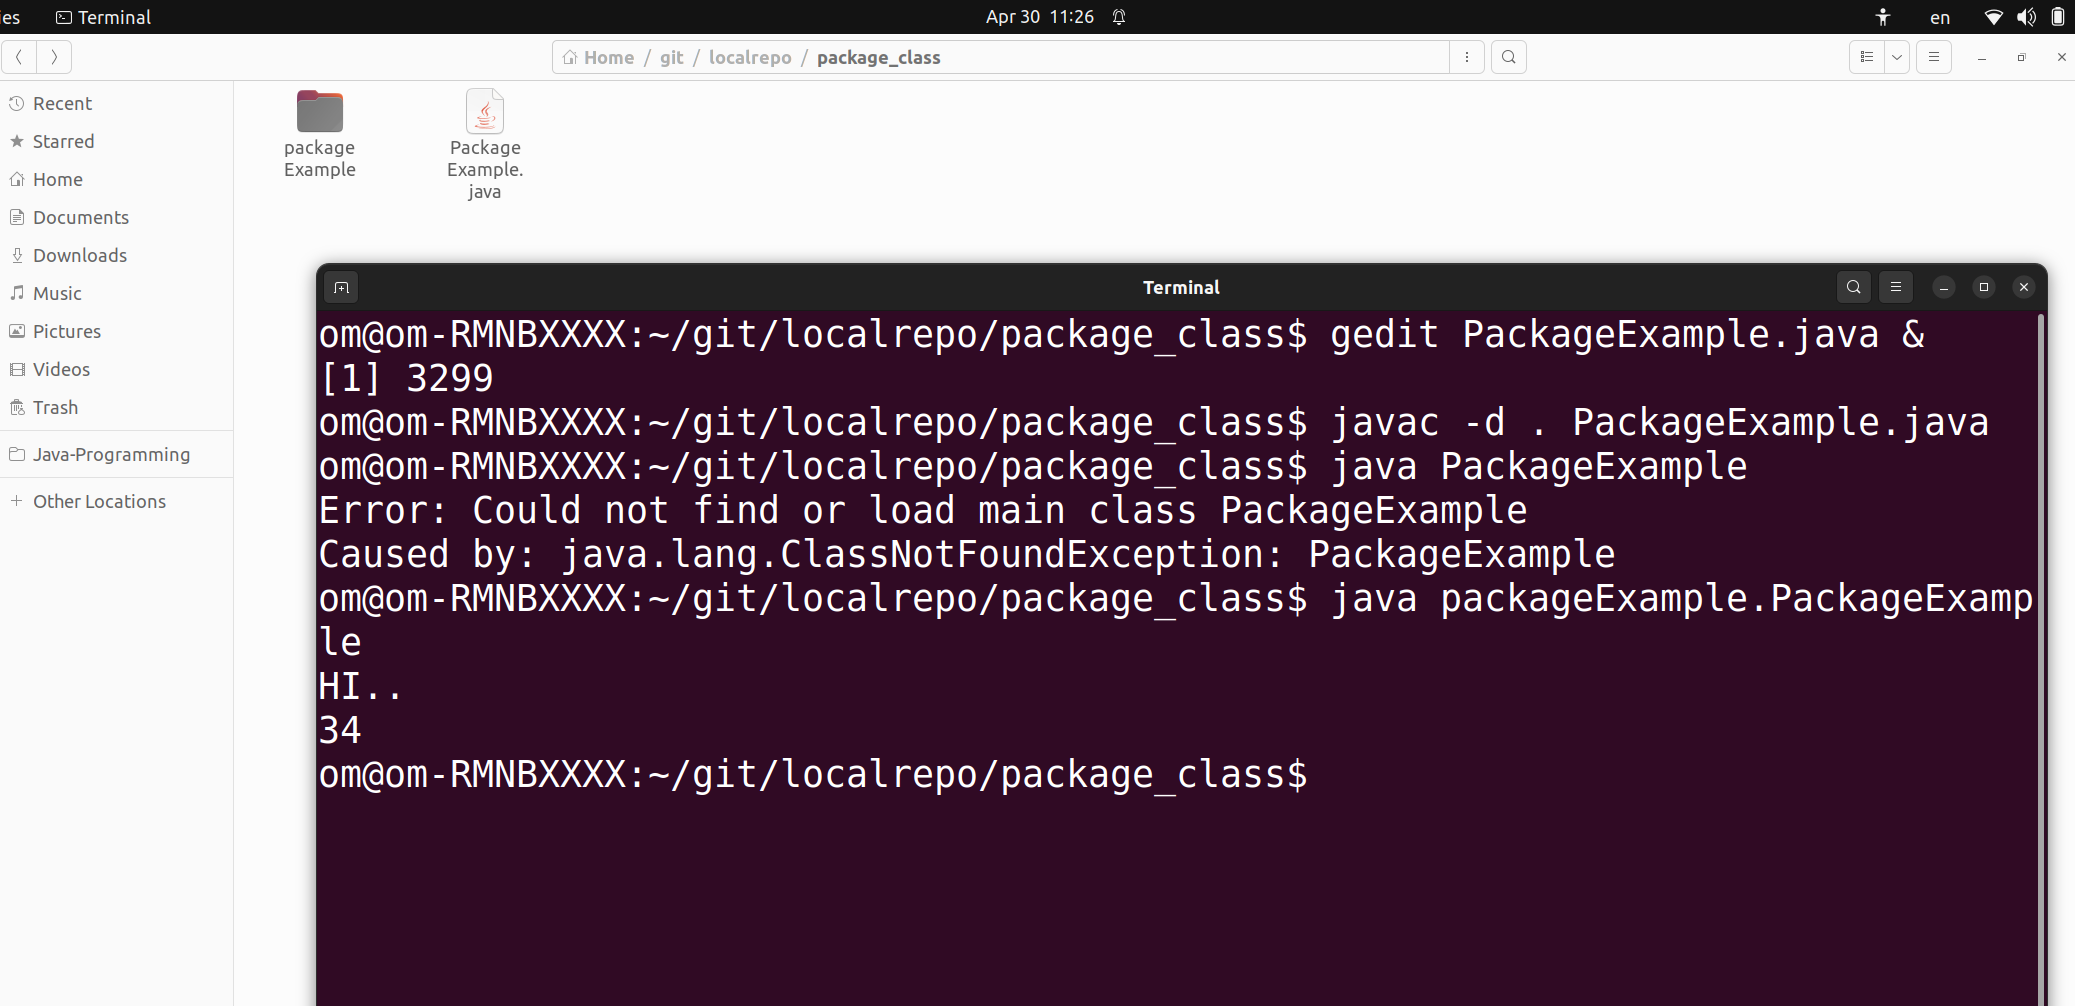 ies Terminal Apr 30 11:26 en
Home / git / localrepo / package_class
Recent
Starred
Home
Documents
Downloads
Music
Pictures
Videos
Trash
Java-Programming
Other Locations
package
Example
Package
Example.
java
Terminal
om@om-RMNBXXXX:~/git/localrepo/package_class$ gedit PackageExample.java &
[1] 3299
om@om-RMNBXXXX:~/git/localrepo/package_class$ javac -d . PackageExample.java
om@om-RMNBXXXX:~/git/localrepo/package_class$ java PackageExample
Error: Could not find or load main class PackageExample
Caused by: java.lang.ClassNotFoundException: PackageExample
om@om-RMNBXXXX:~/git/localrepo/package_class$ java packageExample.PackageExamp
le
HI..
34
om@om-RMNBXXXX:~/git/localrepo/package_class$